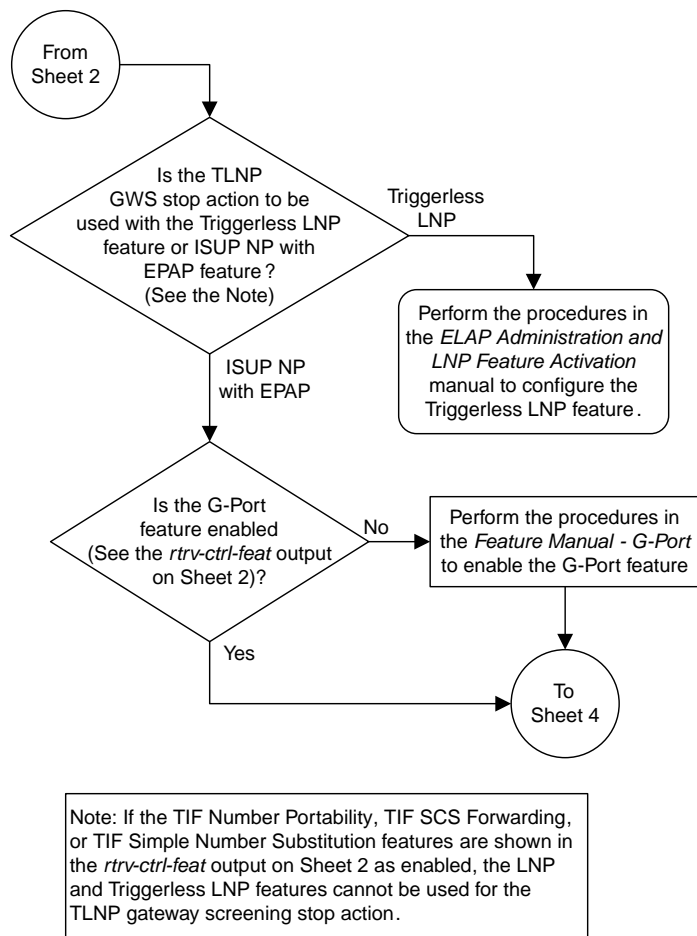 From
Sheet 2
Is the TLNP
GWS stop action to be
used with the Triggerless LNP
feature or ISUP NP with
EPAP feature?
(See the Note)
Triggerless
LNP
Perform the procedures in
the ELAP Administration and
LNP Feature Activation
manual to configure the
Triggerless LNP feature.
ISUP NP
with EPAP
Is the G-Port
feature enabled
(See the rtrv-ctrl-feat output
on Sheet 2)?
No
Perform the procedures in
the Feature Manual - G-Port
to enable the G-Port feature
Yes
To
Sheet 4
Note: If the TIF Number Portability, TIF SCS Forwarding,
or TIF Simple Number Substitution features are shown in
the rtrv-ctrl-feat output on Sheet 2 as enabled, the LNP
and Triggerless LNP features cannot be used for the
TLNP gateway screening stop action.